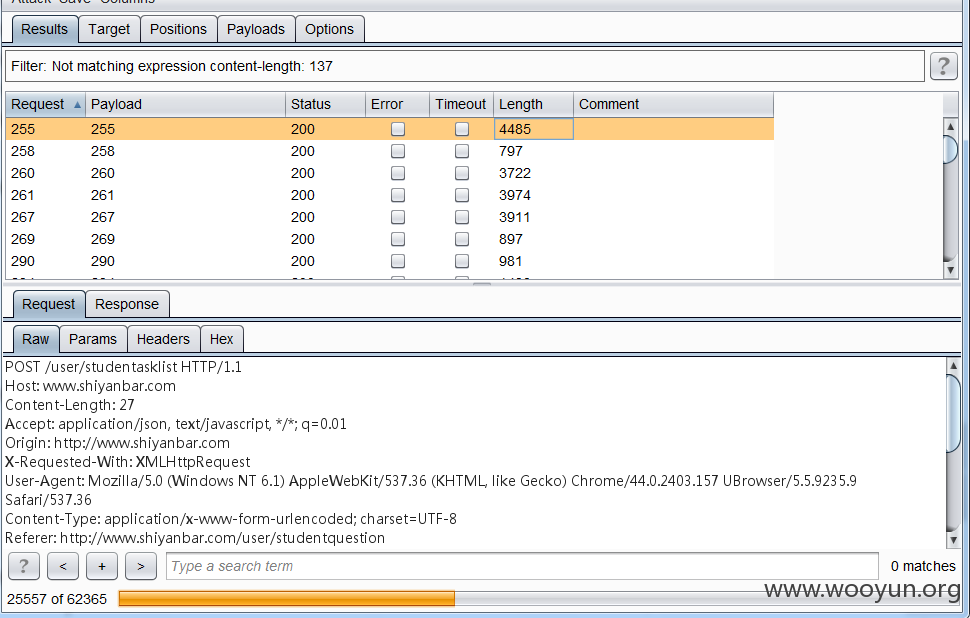 Attack Save Columns
Results Target Positions Payloads Options
Filter: Not matching expression content-length: 137 ?
Request Payload Status Error Timeout Length Comment
255 255 200 4485
258 258 200 797
260 260 200 3722
261 261 200 3974
267 267 200 3911
269 269 200 897
290 290 200 981
Request Response
Raw Params Headers Hex
POST /user/studentasklist HTTP/1.1
Host: www.shiyanbar.com
Content-Length: 27
Accept: application/json, text/javascript, */*; q=0.01
Origin: http://www.shiyanbar.com
X-Requested-With: XMLHttpRequest
User-Agent: Mozilla/5.0 (Windows NT 6.1) AppleWebKit/537.36 (KHTML, like Gecko) Chrome/44.0.2403.157 UBrowser/5.5.9235.9
Safari/537.36
Content-Type: application/x-www-form-urlencoded; charset=UTF-8
Referer: http://www.shiyanbar.com/user/studentquestion
? < + > Type a search term 0 matches
25557 of 62365
www.wooyun.org